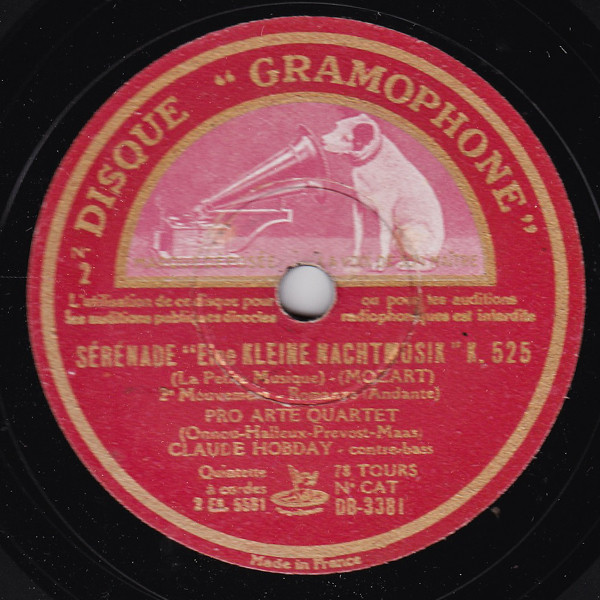 DISQUE “GRAMOPHONE”
Nº
2
L'utilisation de ce disque pour
les auditions publiques directes
ou pour les auditions
radiophoniques est interdite
SÉRÉNADE "Eine KLEINE NACHTMUSIK" K. 525
(La Petite Musique) - (MOZART)
2e Mouvement - Romanza (Andante)
PRO ARTE QUARTET
(Onnou-Halleux-Prevost-Maas)
CLAUDE HOBDAY - contre-bass
Quintette
à cordes
2 EA. 5581
78 TOURS
Nº CAT
DB-3381
Made in France